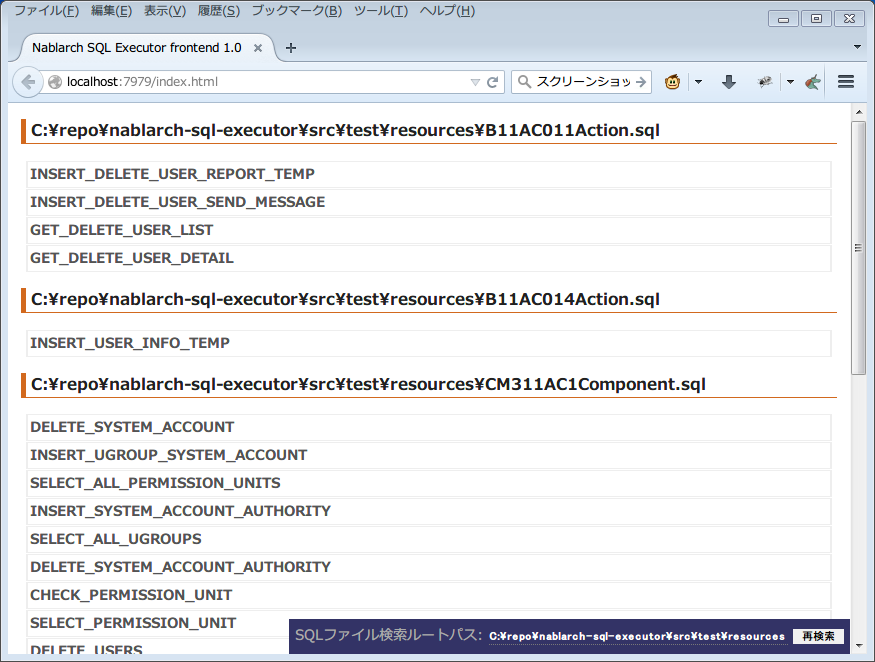 ファイル(F) 編集(E) 表示(V) 履歴(S) ブックマーク(B) ツール(T) ヘルプ(H)
Nablarch SQL Executor frontend 1.0
localhost:7979/index.html
スクリーンショッ
C:¥repo¥nablarch-sql-executor¥src¥test¥resources¥B11AC011Action.sql
INSERT_DELETE_USER_REPORT_TEMP
INSERT_DELETE_USER_SEND_MESSAGE
GET_DELETE_USER_LIST
GET_DELETE_USER_DETAIL
C:¥repo¥nablarch-sql-executor¥src¥test¥resources¥B11AC014Action.sql
INSERT_USER_INFO_TEMP
C:¥repo¥nablarch-sql-executor¥src¥test¥resources¥CM311AC1Component.sql
DELETE_SYSTEM_ACCOUNT
INSERT_UGROUP_SYSTEM_ACCOUNT
SELECT_ALL_PERMISSION_UNITS
INSERT_SYSTEM_ACCOUNT_AUTHORITY
SELECT_ALL_UGROUPS
DELETE_SYSTEM_ACCOUNT_AUTHORITY
CHECK_PERMISSION_UNIT
SELECT_PERMISSION_UNIT
DELETE_USERS
SQLファイル検索ルートパス: C:¥repo¥nablarch-sql-executor¥src¥test¥resources 再検索